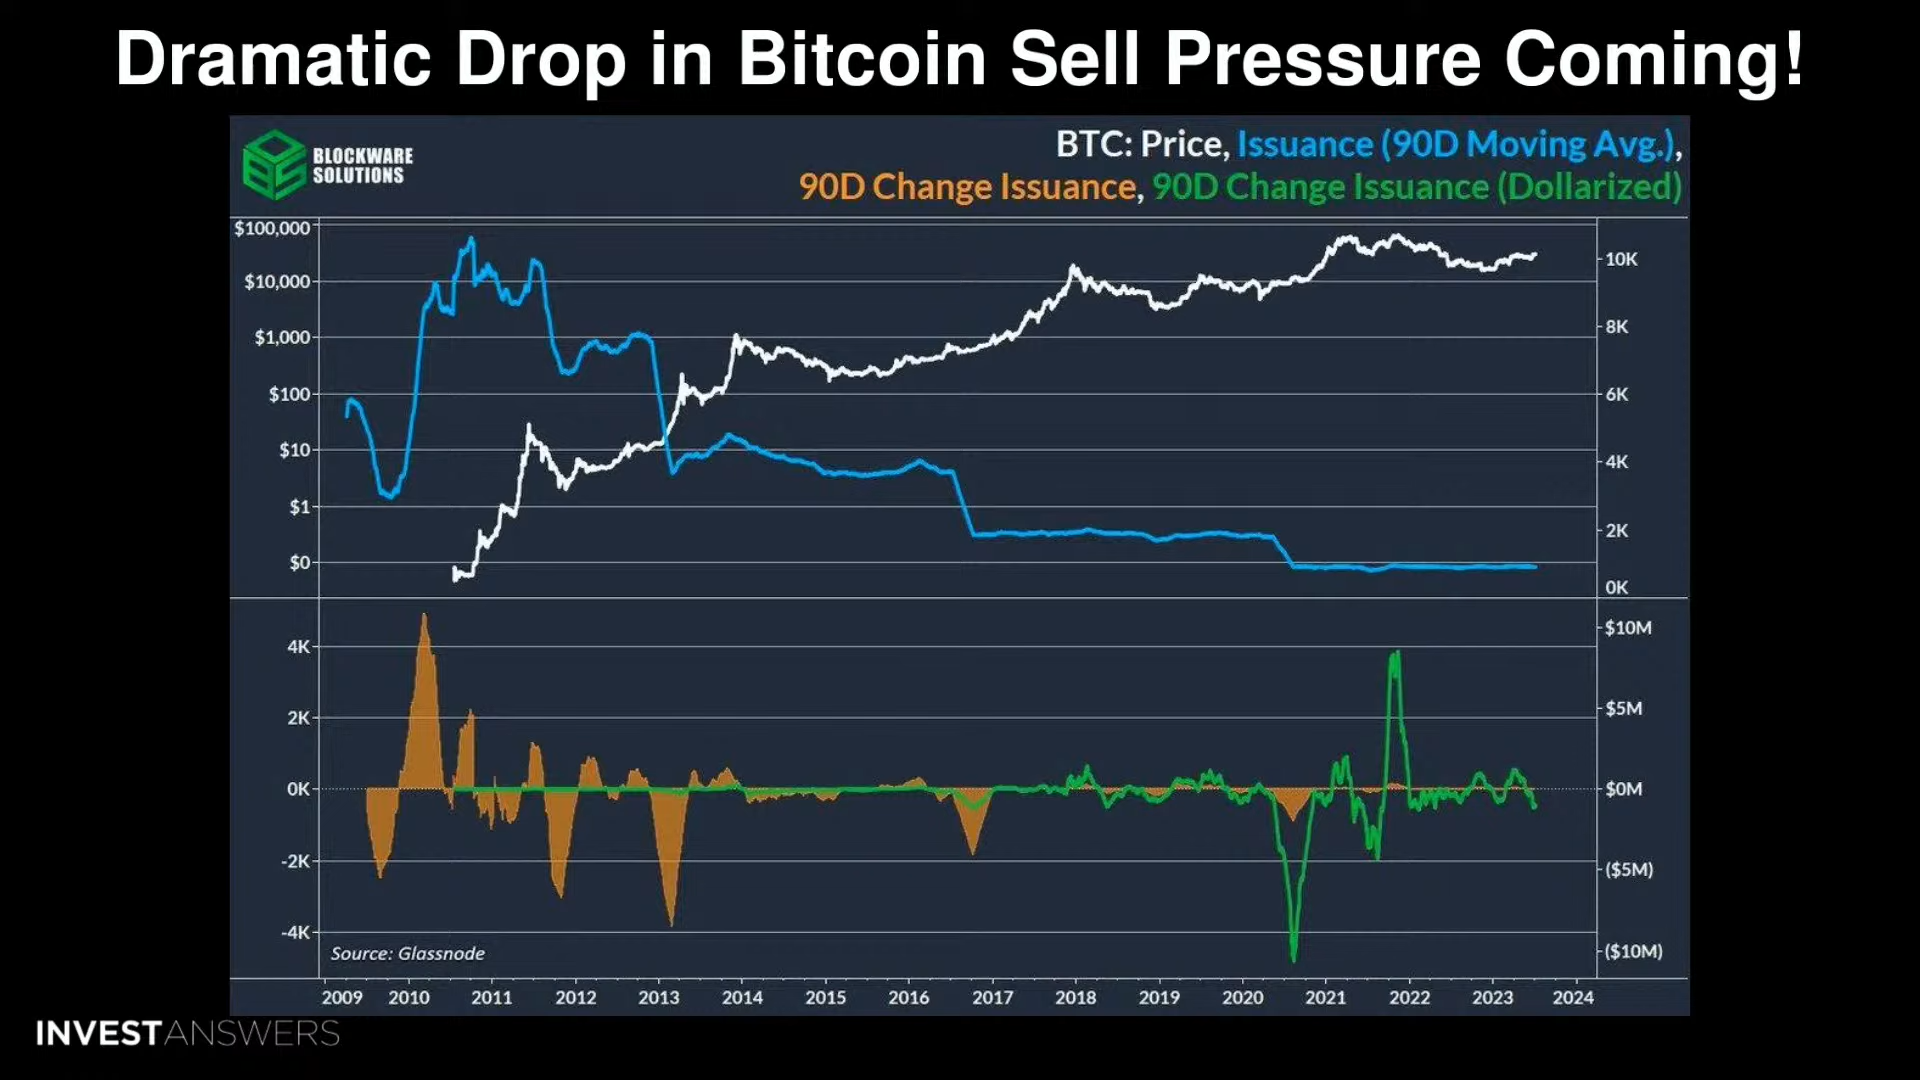 Dramatic Drop in Bitcoin Sell Pressure Coming!
BLOCKWARE
SOLUTIONS
BTC: Price, Issuance (90D Moving Avg.),
90D Change Issuance, 90D Change Issuance (Dollarized)
$100,000
$10,000
$1,000
$100
$10
$1
$0
10K
8K
6K
4K
2K
0K
4K
2K
0K
-2K
-4K
$10M
$5M
$0M
($5M)
($10M)
Source: Glassnode
2009 2010 2011 2012 2013 2014 2015 2016 2017 2018 2019 2020 2021 2022 2023 2024
INVESTANSWERS